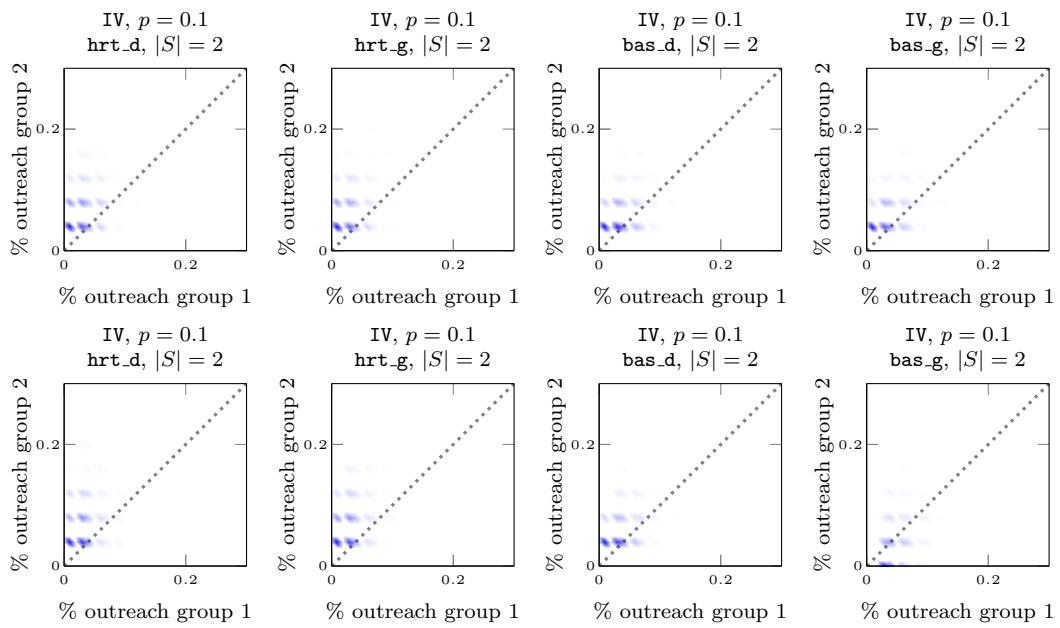 IV, p = 0.1
hrt_d, |S| = 2
% outreach group 2
0.2
0
0
0.2
% outreach group 1
IV, p = 0.1
hrt_g, |S| = 2
% outreach group 2
0.2
0
0
0.2
% outreach group 1
IV, p = 0.1
bas_d, |S| = 2
% outreach group 2
0.2
0
0
0.2
% outreach group 1
IV, p = 0.1
bas_g, |S| = 2
% outreach group 2
0.2
0
0
0.2
% outreach group 1
IV, p = 0.1
hrt_d, |S| = 2
% outreach group 2
0.2
0
0
0.2
% outreach group 1
IV, p = 0.1
hrt_g, |S| = 2
% outreach group 2
0.2
0
0
0.2
% outreach group 1
IV, p = 0.1
bas_d, |S| = 2
% outreach group 2
0.2
0
0
0.2
% outreach group 1
IV, p = 0.1
bas_g, |S| = 2
% outreach group 2
0.2
0
0
0.2
% outreach group 1